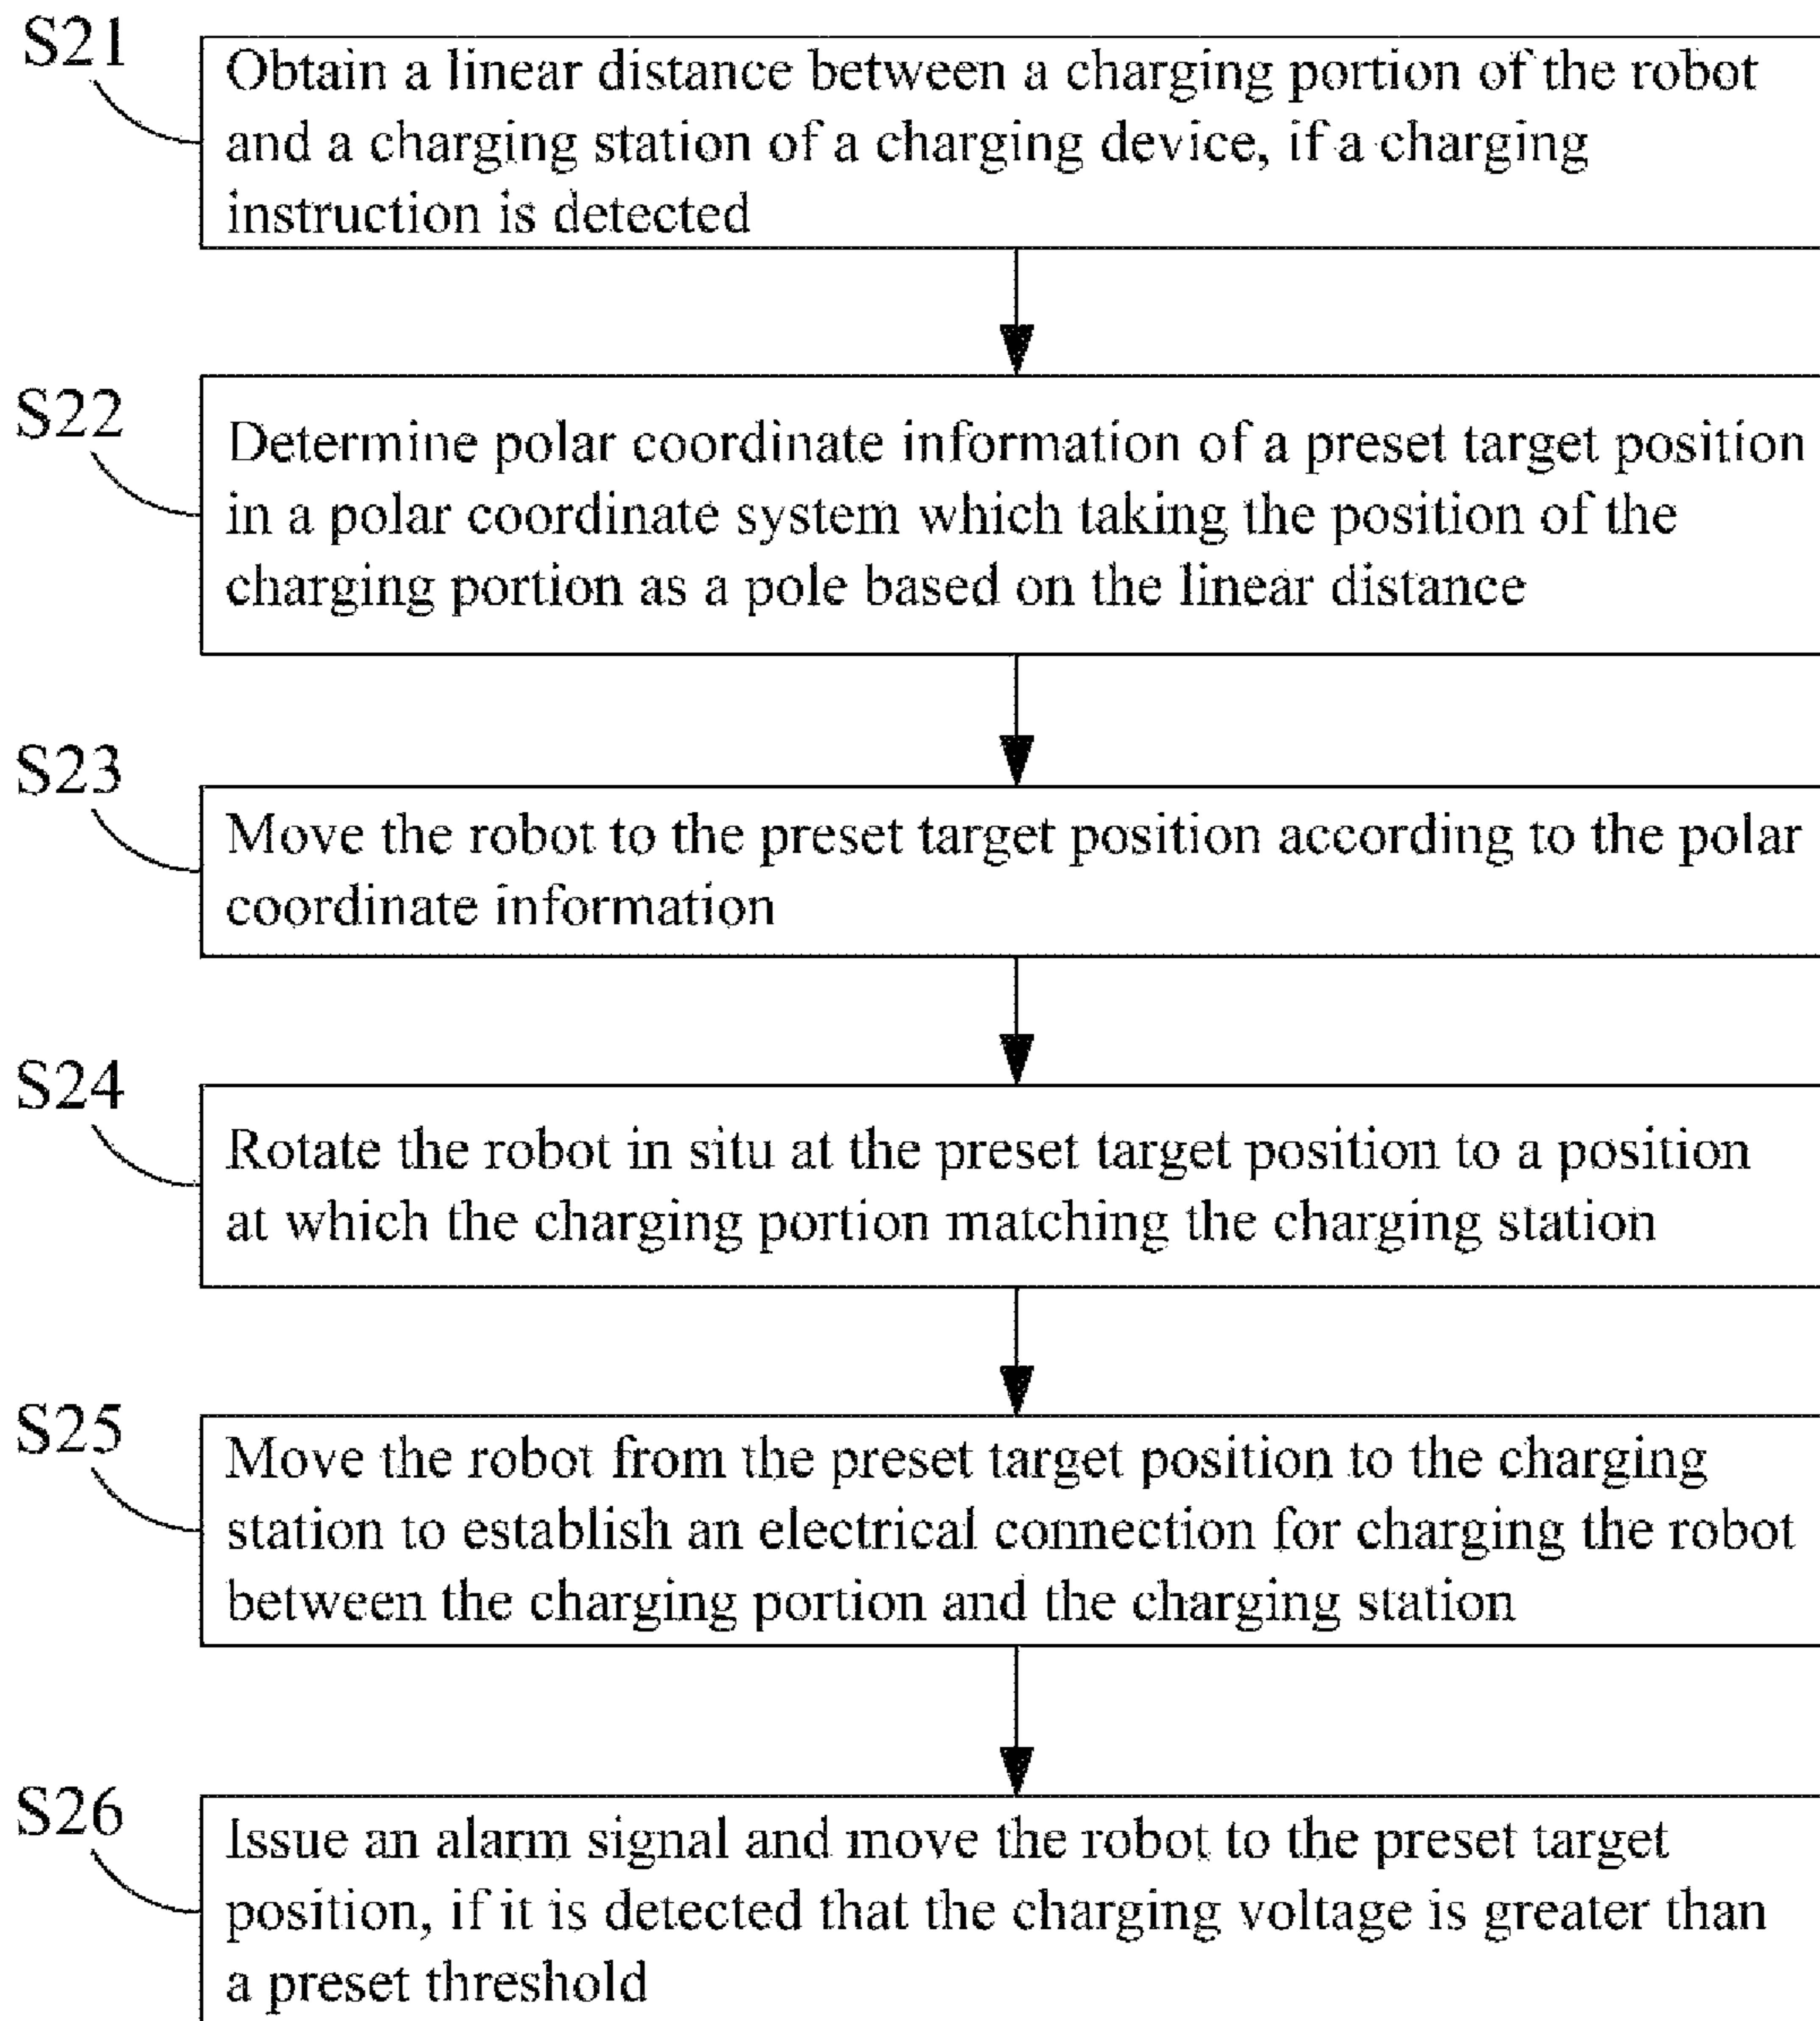 S21
Obtain a linear distance between a charging portion of the robot
and a charging station of a charging device, if a charging
instruction is detected
S22
Determine polar coordinate information of a preset target position
in a polar coordinate system which taking the position of the
charging portion as a pole based on the linear distance
S23
Move the robot to the preset target position according to the polar
coordinate information
S24
Rotate the robot in situ at the preset target position to a position
at which the charging portion matching the charging station
S25
Move the robot from the preset target position to the charging
station to establish an electrical connection for charging the robot
between the charging portion and the charging station
S26
Issue an alarm signal and move the robot to the preset target
position, if it is detected that the charging voltage is greater than
a preset threshold